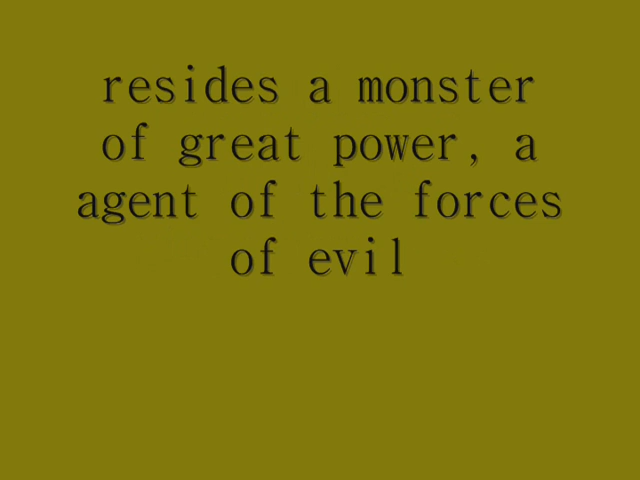 resides a monster
of great power, a
agent of the forces
of evil